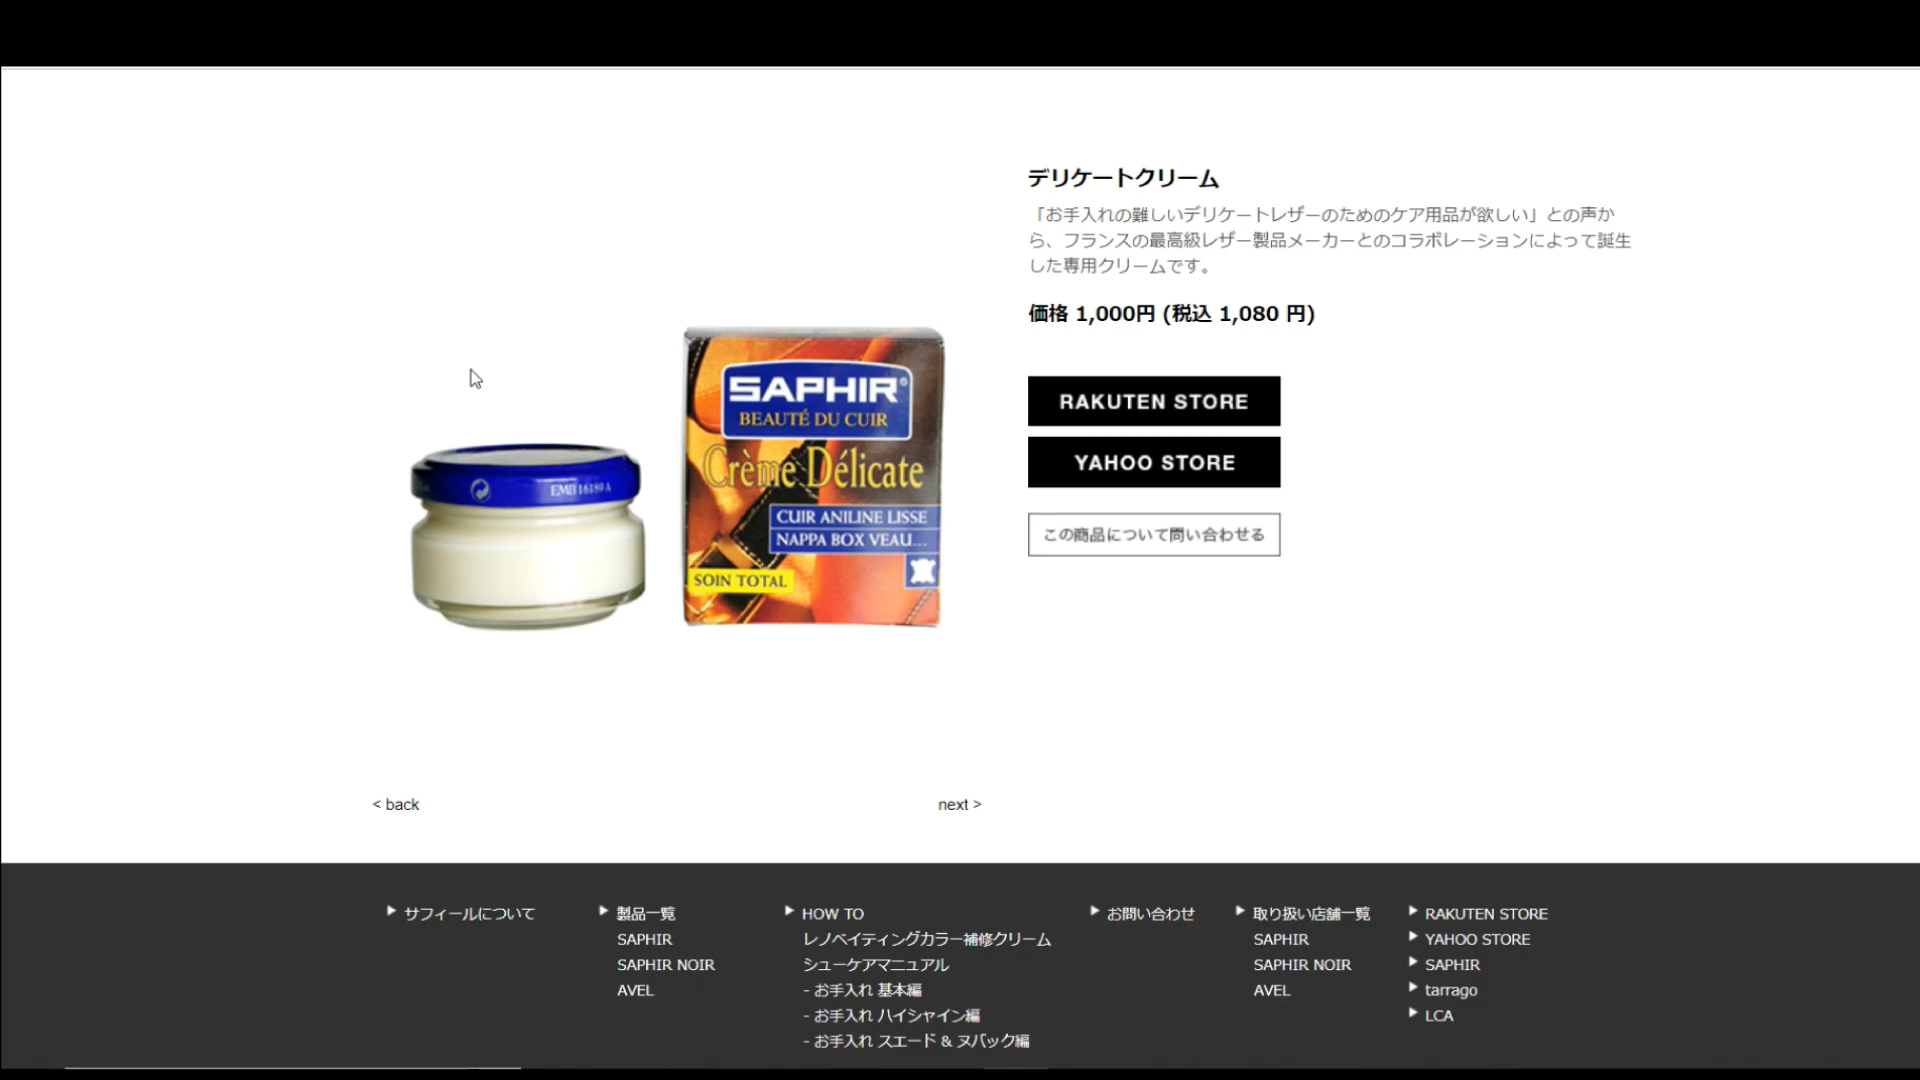 デリケートクリーム
「お手入れの難しいデリケートレザーのためのケア用品が欲しい」との声か
ら、フランスの最高級レザー製品メーカーとのコラボレーションによって誕生
した専用クリームです。
価格 1,000円 (税込 1,080 円)
RAKUTEN STORE
YAHOO STORE
この商品について問い合わせる
SAPHIR®
BEAUTÉ DU CUIR
Crème Délicate
CUIR ANILINE LISSE
NAPPA BOX VEAU...
SOIN TOTAL
EMB 16189 A
< back
next >
サフィールについて
製品一覧
SAPHIR
SAPHIR NOIR
AVEL
HOW TO
レノベイティングカラー補修クリーム
シューケアマニュアル
- お手入れ 基本編
- お手入れ ハイシャイン編
- お手入れ スエード & ヌバック編
お問い合わせ
取り扱い店舗一覧
SAPHIR
SAPHIR NOIR
AVEL
RAKUTEN STORE
YAHOO STORE
SAPHIR
tarrago
LCA